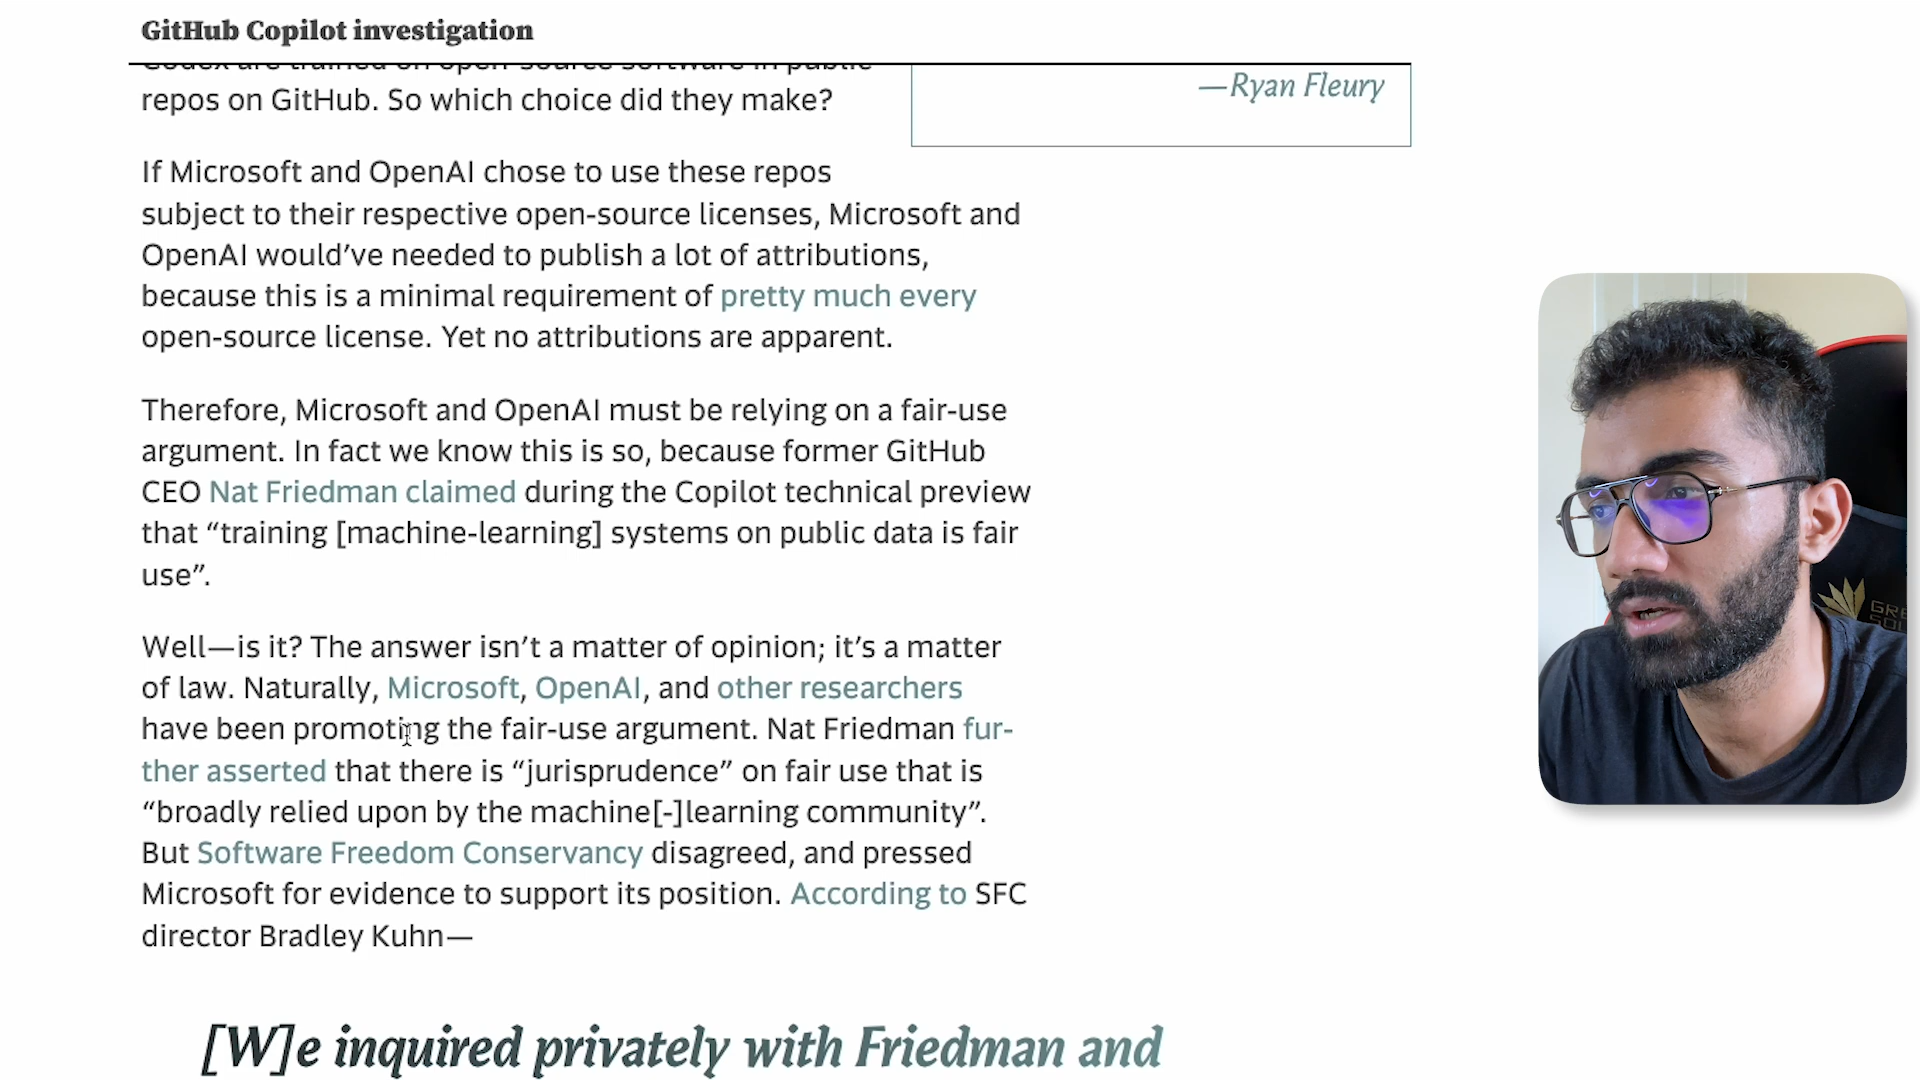 GitHub Copilot investigation
Codex are trained on open-source software in public
repos on GitHub. So which choice did they make?
—Ryan Fleury
If Microsoft and OpenAI chose to use these repos
subject to their respective open-source licenses, Microsoft and
OpenAI would’ve needed to publish a lot of attributions,
because this is a minimal requirement of pretty much every
open-source license. Yet no attributions are apparent.
Therefore, Microsoft and OpenAI must be relying on a fair-use
argument. In fact we know this is so, because former GitHub
CEO Nat Friedman claimed during the Copilot technical preview
that “training [machine-learning] systems on public data is fair
use”.
Well—is it? The answer isn’t a matter of opinion; it’s a matter
of law. Naturally, Microsoft, OpenAI, and other researchers
have been promoting the fair-use argument. Nat Friedman fur-
ther asserted that there is “jurisprudence” on fair use that is
“broadly relied upon by the machine[-]learning community”.
But Software Freedom Conservancy disagreed, and pressed
Microsoft for evidence to support its position. According to SFC
director Bradley Kuhn—
[W]e inquired privately with Friedman and